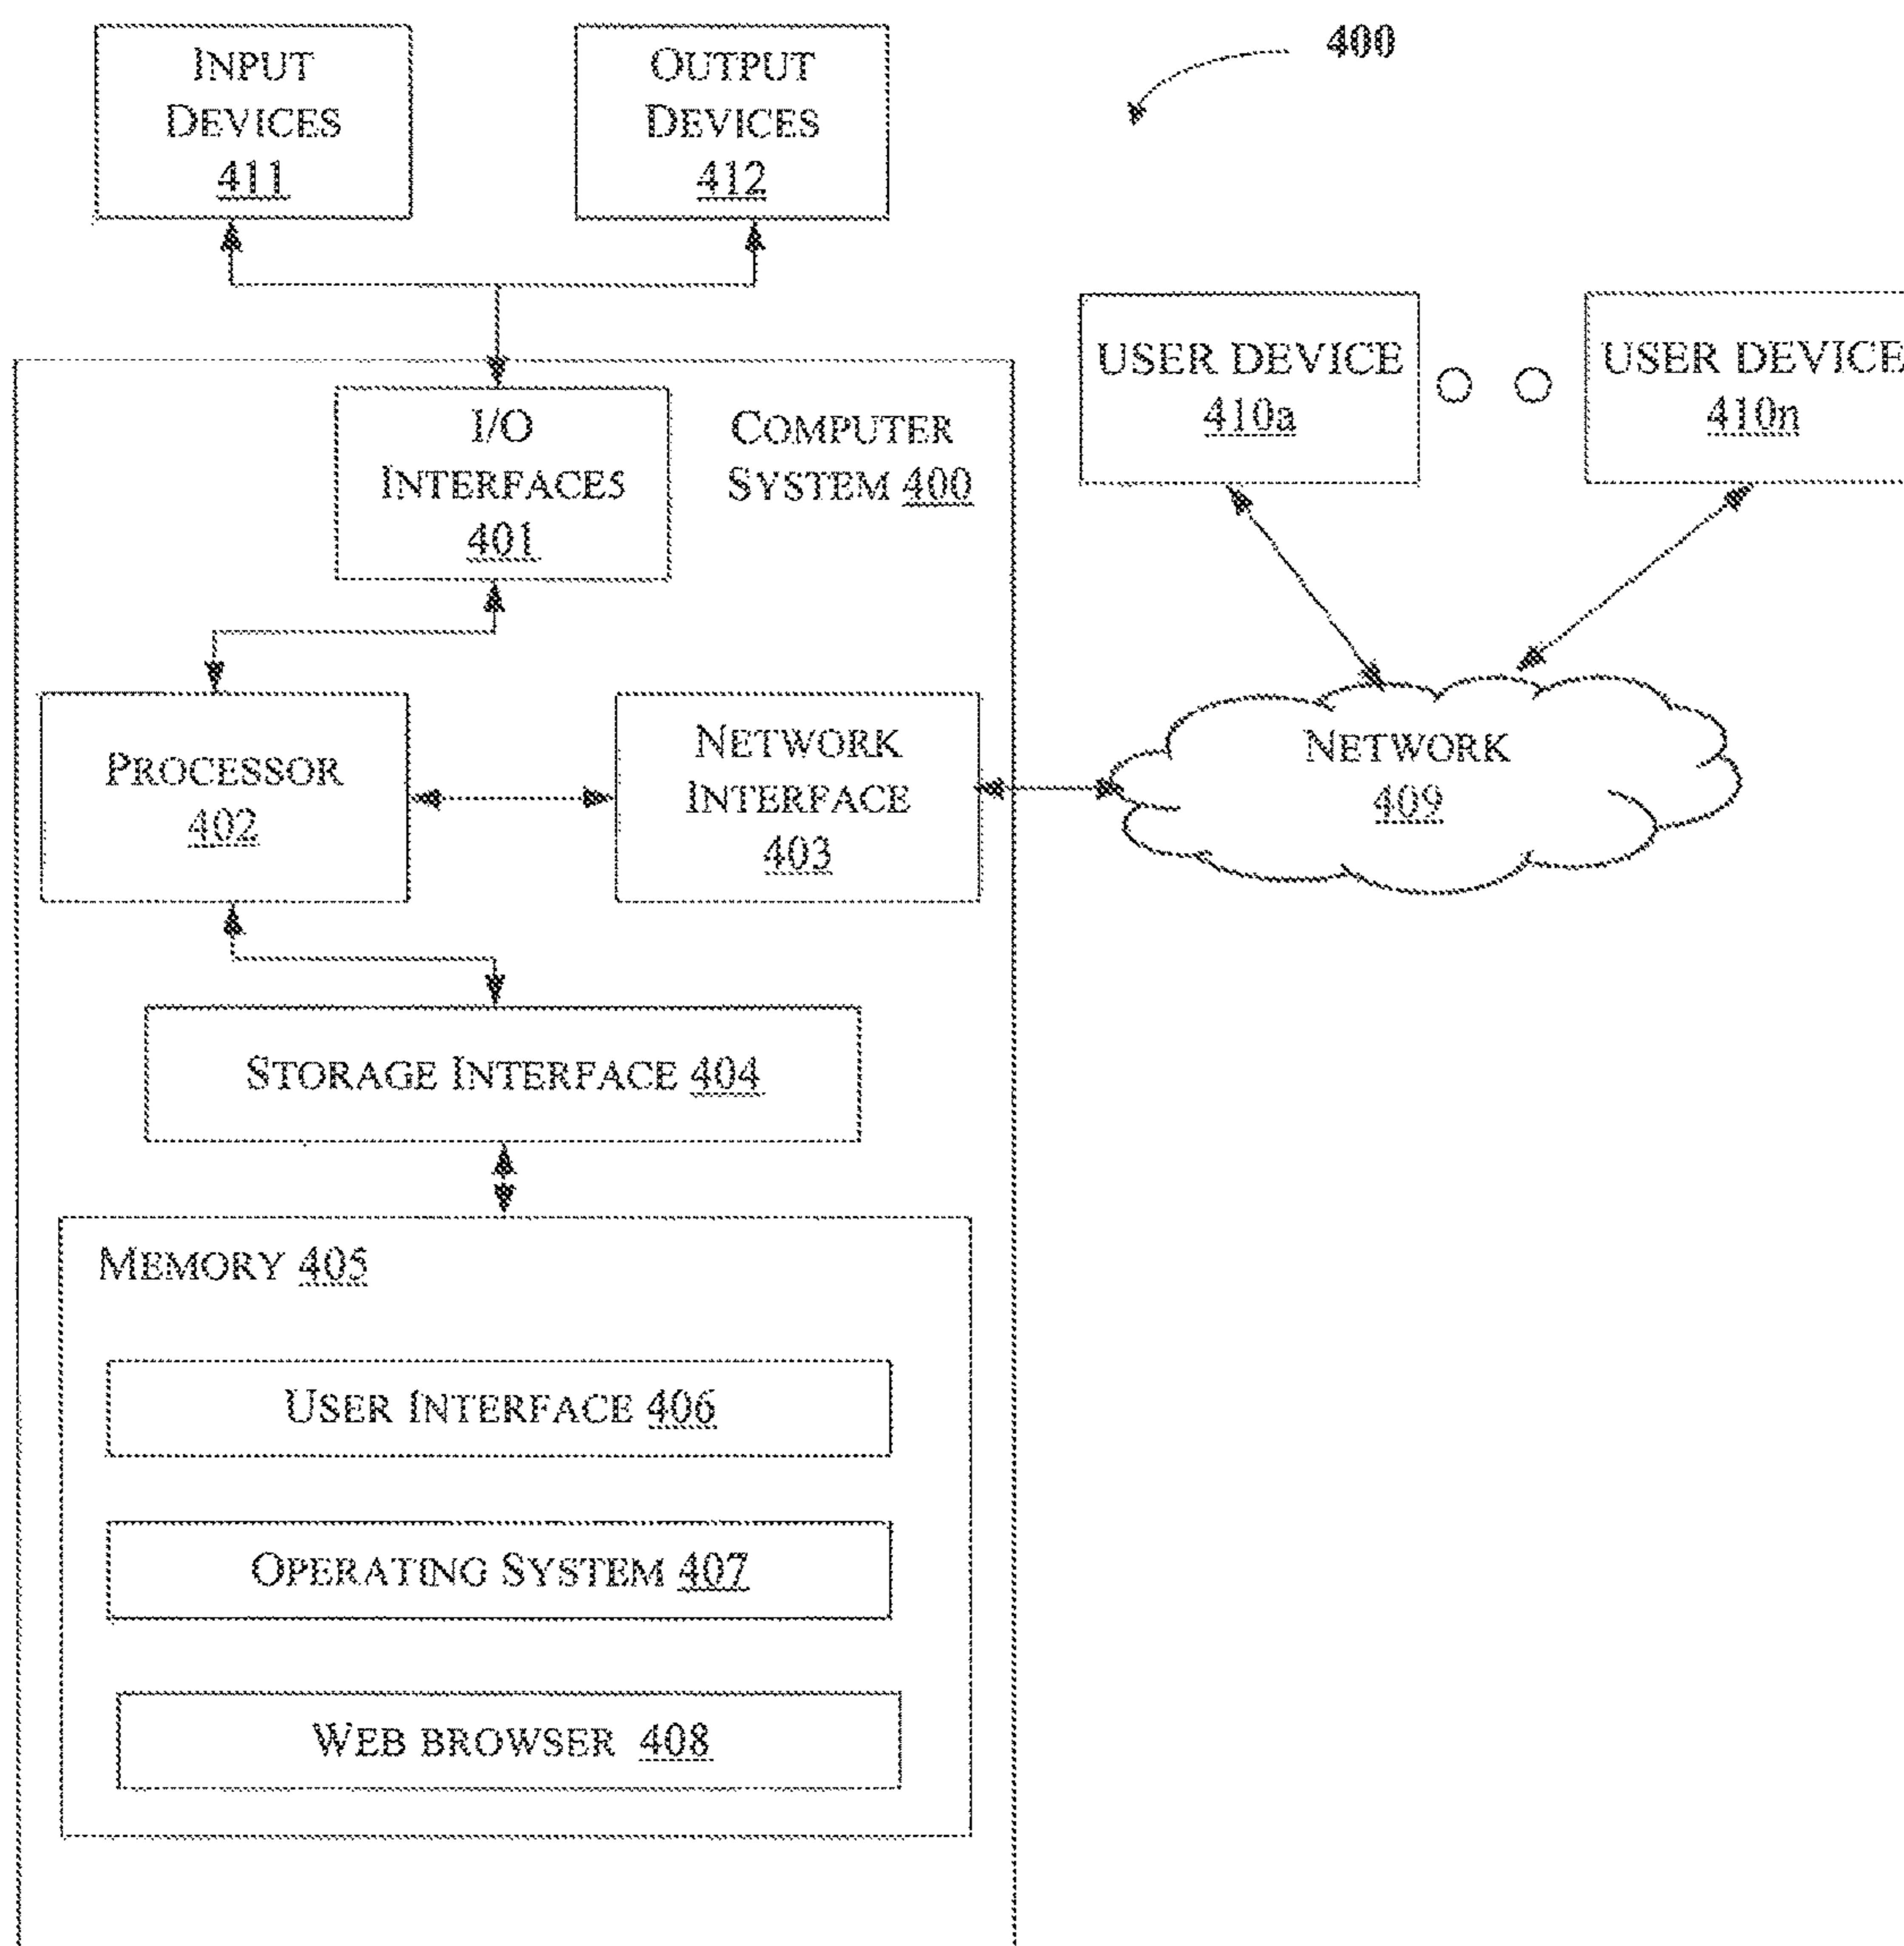 INPUT
DEVICES
411
OUTPUT
DEVICES
412
400
I/O
INTERFACE5
401
COMPUTER
SYSTEM 400
USER DEVICE
410a
USER DEVICE
410n
PROCESSOR
402
NETWORK
INTERFACE
403
NETWORK
409
STORAGE INTERFACE 404
MEMORY 405
USER INTERFACE 406
OPERATING SYSTEM 407
WEB BROWSER 408